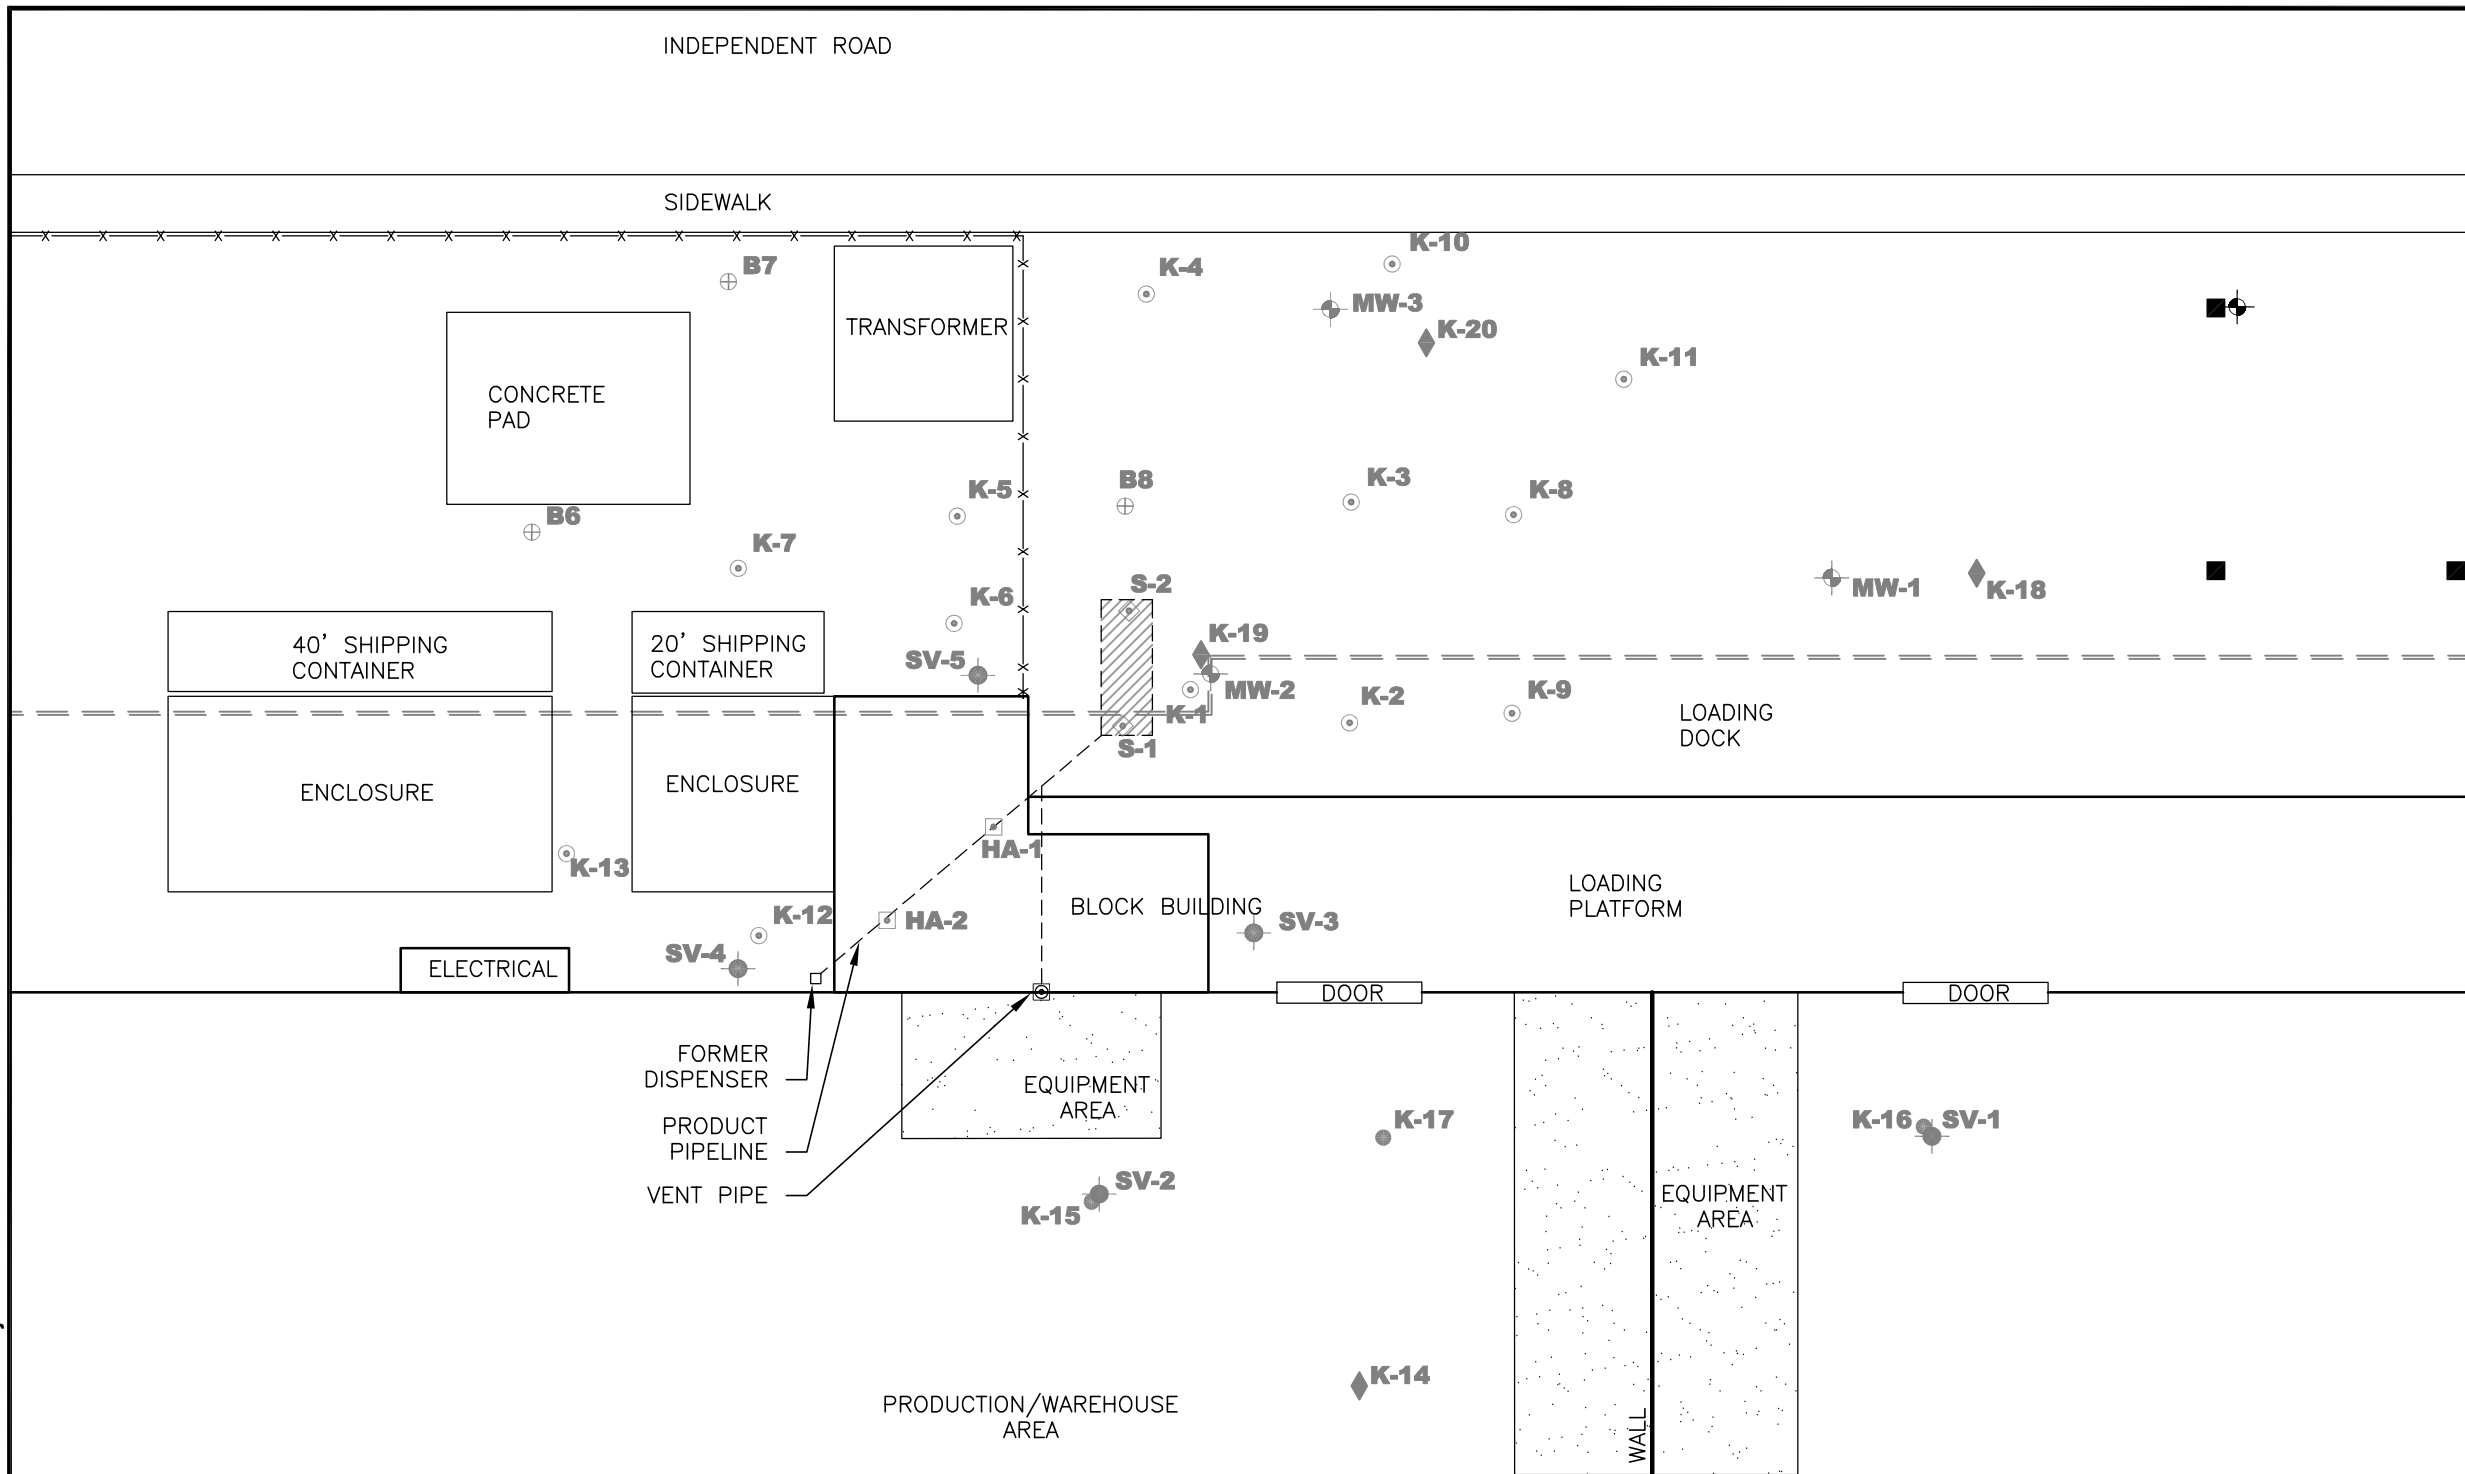 INDEPENDENT ROAD
SIDEWALK
K-10
B7
K-4
MW-3
TRANSFORMER
K-20
K-11
CONCRETE
PAD
K-5
B8
K-3
K-8
B6
K-7
S-2
MW-1
K-18
K-6
K-19
40' SHIPPING
CONTAINER
20' SHIPPING
CONTAINER
SV-5
MW-2
K-2
K-9
K-1
LOADING
DOCK
S-1
ENCLOSURE
ENCLOSURE
HA-1
K-13
LOADING
PLATFORM
K-12
HA-2
BLOCK BUILDING
SV-3
SV-4
ELECTRICAL
DOOR
DOOR
FORMER
DISPENSER
EQUIPMENT
AREA
PRODUCT
PIPELINE
K-17
K-16
SV-1
VENT PIPE
SV-2
K-15
EQUIPMENT
AREA
K-14
PRODUCTION/WAREHOUSE
AREA
WALL